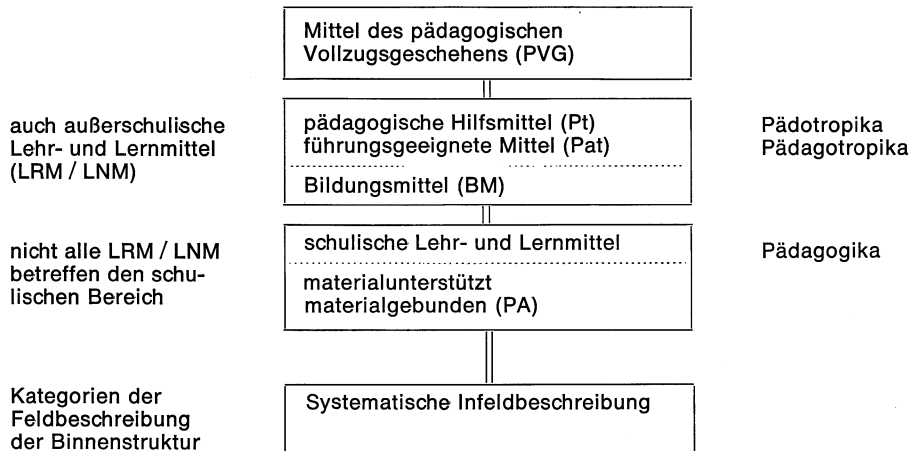 Mittel des pädagogischen
Vollzugsgeschehens (PVG)
auch außerschulische
Lehr- und Lernmittel
(LRM / LNM)
pädagogische Hilfsmittel (Pt)
führungsgeeignete Mittel (Pat)
Bildungsmittel (BM)
Pädotropika
Pädagotropika
nicht alle LRM / LNM
betreffen den schu-
lischen Bereich
schulische Lehr- und Lernmittel
materialunterstützt
materialgebunden (PA)
Pädagogika
Kategorien der
Feldbeschreibung
der Binnenstruktur
Systematische Infeldbeschreibung